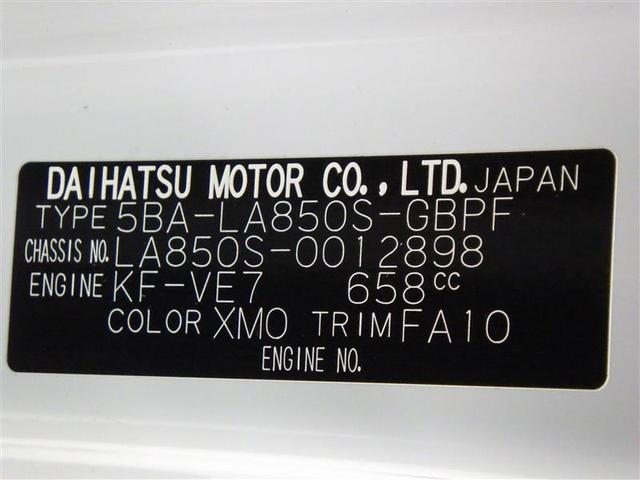 DAIHATSU MOTOR CO., LTD. JAPAN
TYPE 5BA-LA850S-GBPF
CHASSIS NO. LA850S-0012898
ENGINE KF-VE7 658cc
COLOR XM0 TRIM FA10
ENGINE NO.